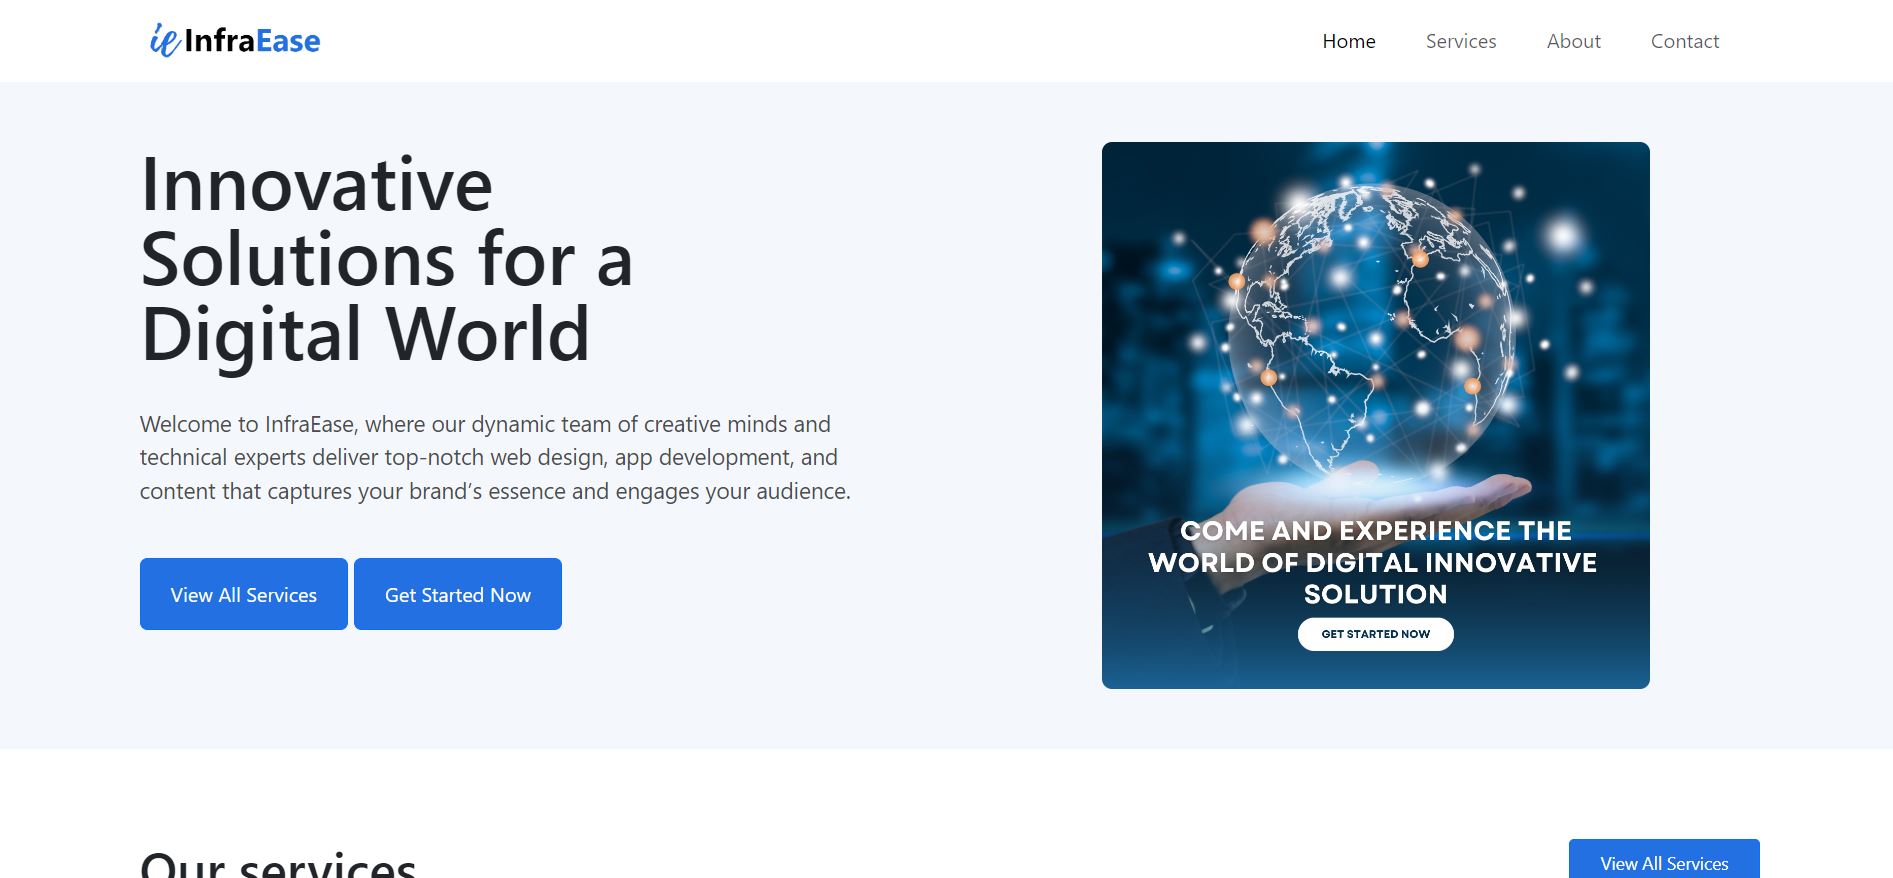 ie InfraEase
Home Services About Contact
Innovative
Solutions for a
Digital World
Welcome to InfraEase, where our dynamic team of creative minds and
technical experts deliver top-notch web design, app development, and
content that captures your brand’s essence and engages your audience.
View All Services Get Started Now
COME AND EXPERIENCE THE
WORLD OF DIGITAL INNOVATIVE
SOLUTION
GET STARTED NOW
Our services
View All Services